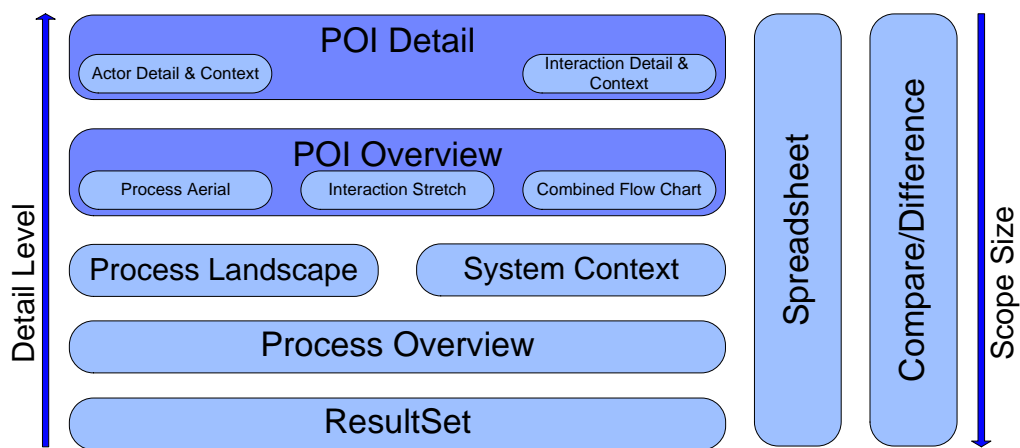 POI Detail
Actor Detail & Context
Interaction Detail &
Context
POI Overview
Process Aerial
Interaction Stretch
Combined Flow Chart
Process Landscape
System Context
Process Overview
ResultSet
Detail Level
Spreadsheet
Compare/Difference
Scope Size